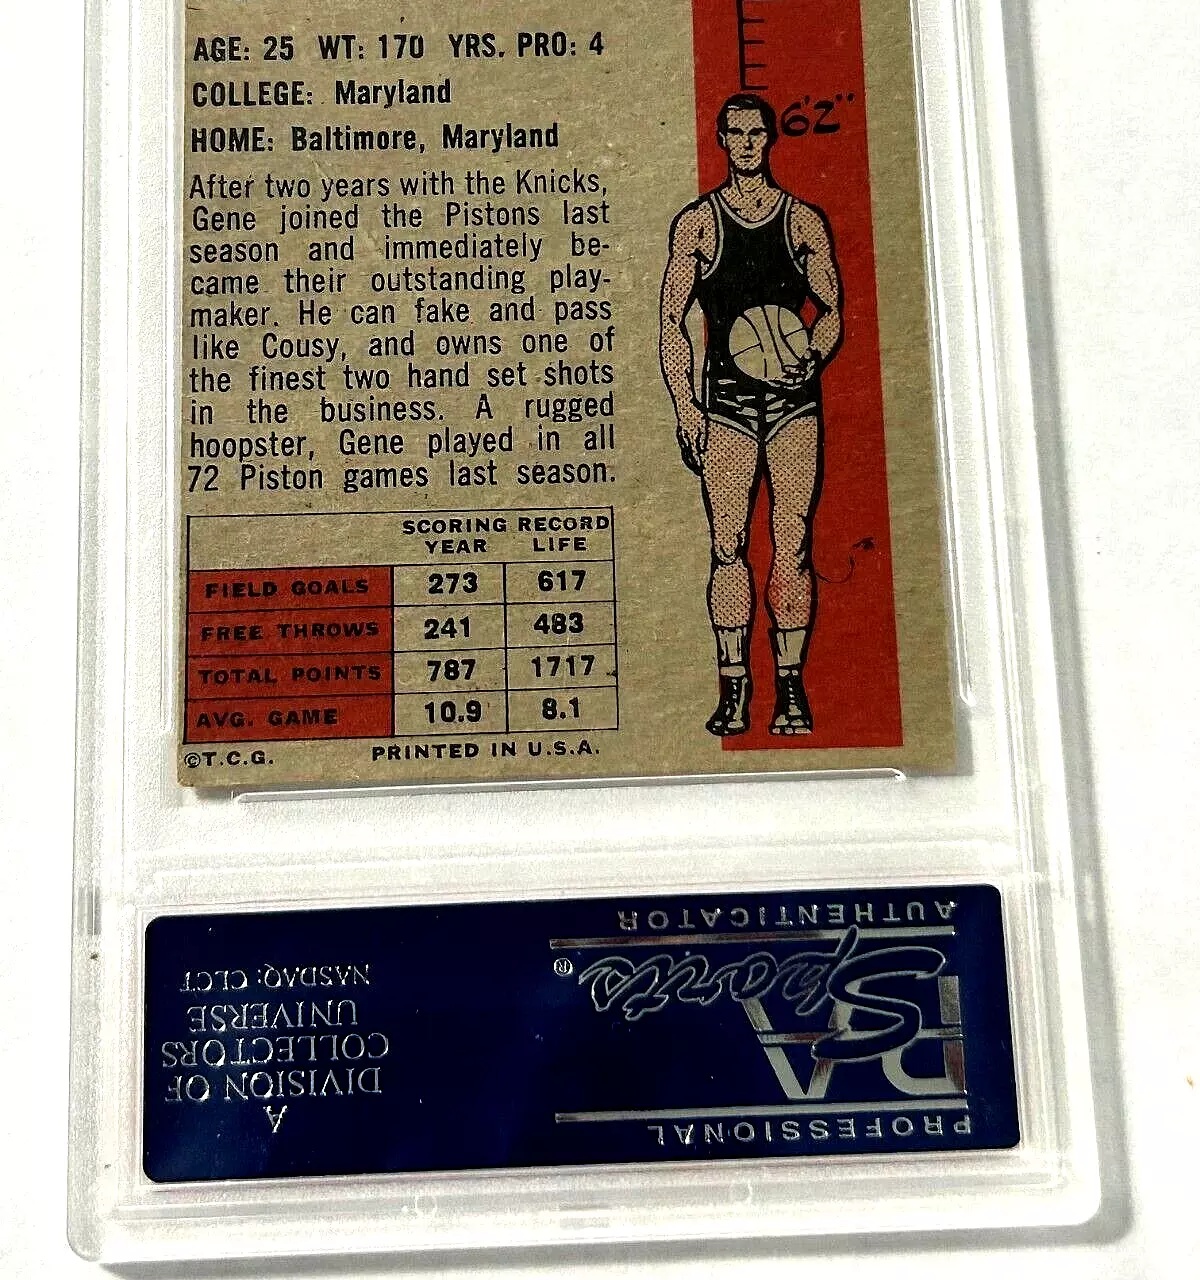 AGE: 25 WT: 170 YRS. PRO: 4
COLLEGE: Maryland
HOME: Baltimore, Maryland
After two years with the Knicks,
Gene joined the Pistons last
season and immediately be-
came their outstanding play-
maker. He can fake and pass
like Cousy, and owns one of
the finest two hand set shots
in the business. A rugged
hoopster, Gene played in all
72 Piston games last season.
6'2"
SCORING RECORD
YEAR LIFE
FIELD GOALS 273 617
FREE THROWS 241 483
TOTAL POINTS 787 1717
AVG. GAME 10.9 8.1
©T.C.G. PRINTED IN U.S.A.
PROFESSIONAL
PSA
Sports®
AUTHENTICATOR
A
DIVISION OF
COLLECTORS
UNIVERSE
NASDAQ: CLCT